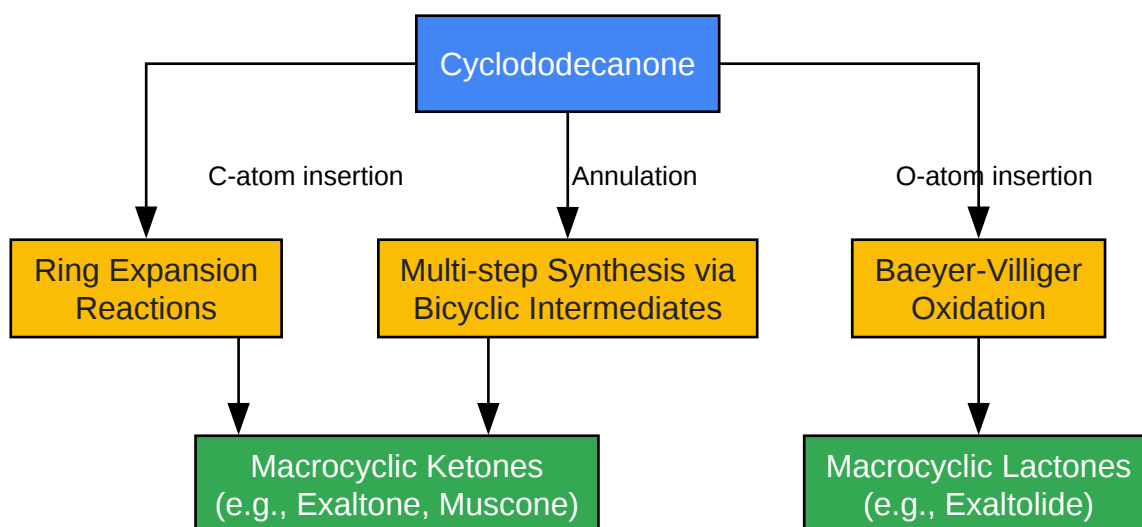 Cyclododecanone
C-atom insertion
Annulation
O-atom insertion
Ring Expansion
Reactions
Multi-step Synthesis via
Bicyclic Intermediates
Baeyer-Villiger
Oxidation
Macrocyclic Ketones
(e.g., Exaltone, Muscone)
Macrocyclic Lactones
(e.g., Exaltolide)